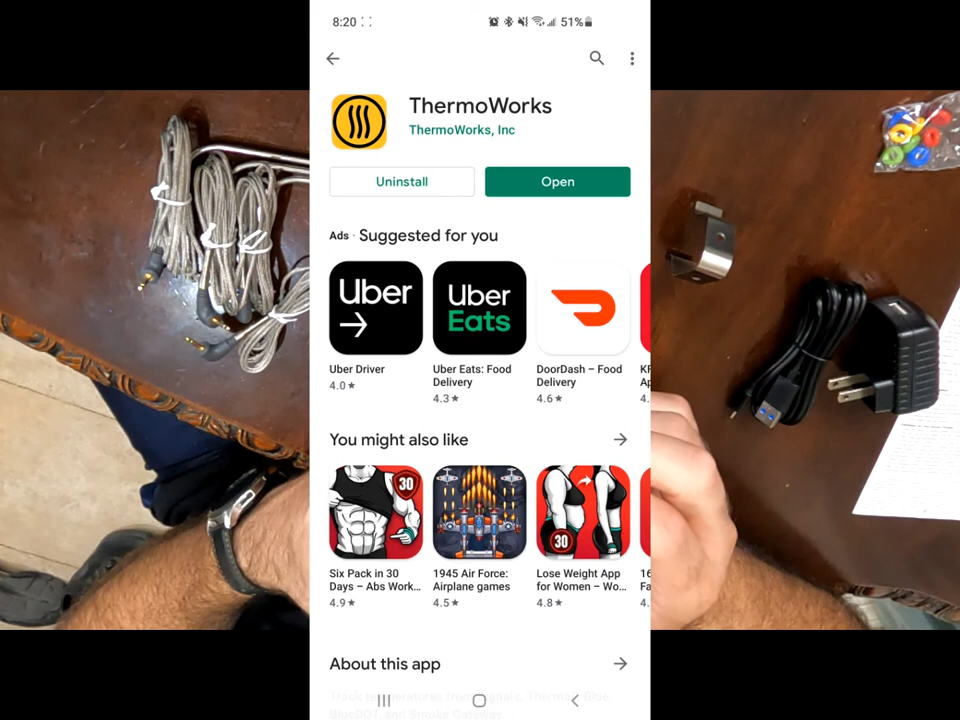 8:20
51%
ThermoWorks
ThermoWorks, Inc
Uninstall
Open
Ads · Suggested for you
Uber
Uber
Eats
Uber Driver
4.0★
Uber Eats: Food
Delivery
4.3★
DoorDash – Food
Delivery
4.6★
You might also like
30
30
Six Pack in 30
Days – Abs Work...
4.9★
1945 Air Force:
Airplane games
4.5★
Lose Weight App
for Women – Wo...
4.8★
About this app